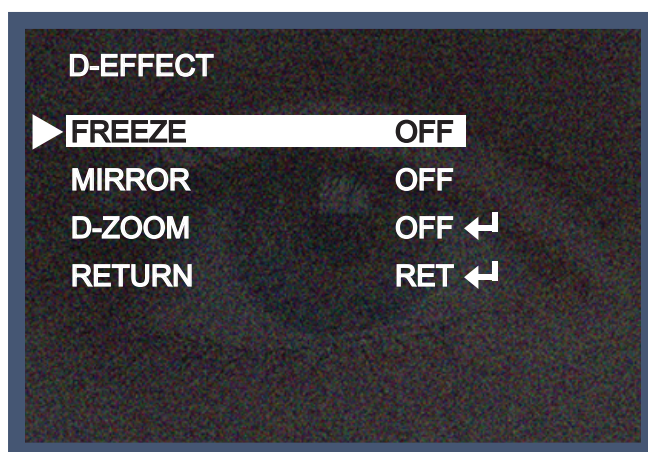 D-EFFECT
FREEZE OFF
MIRROR OFF
D-ZOOM OFF ↵
RETURN RET ↵